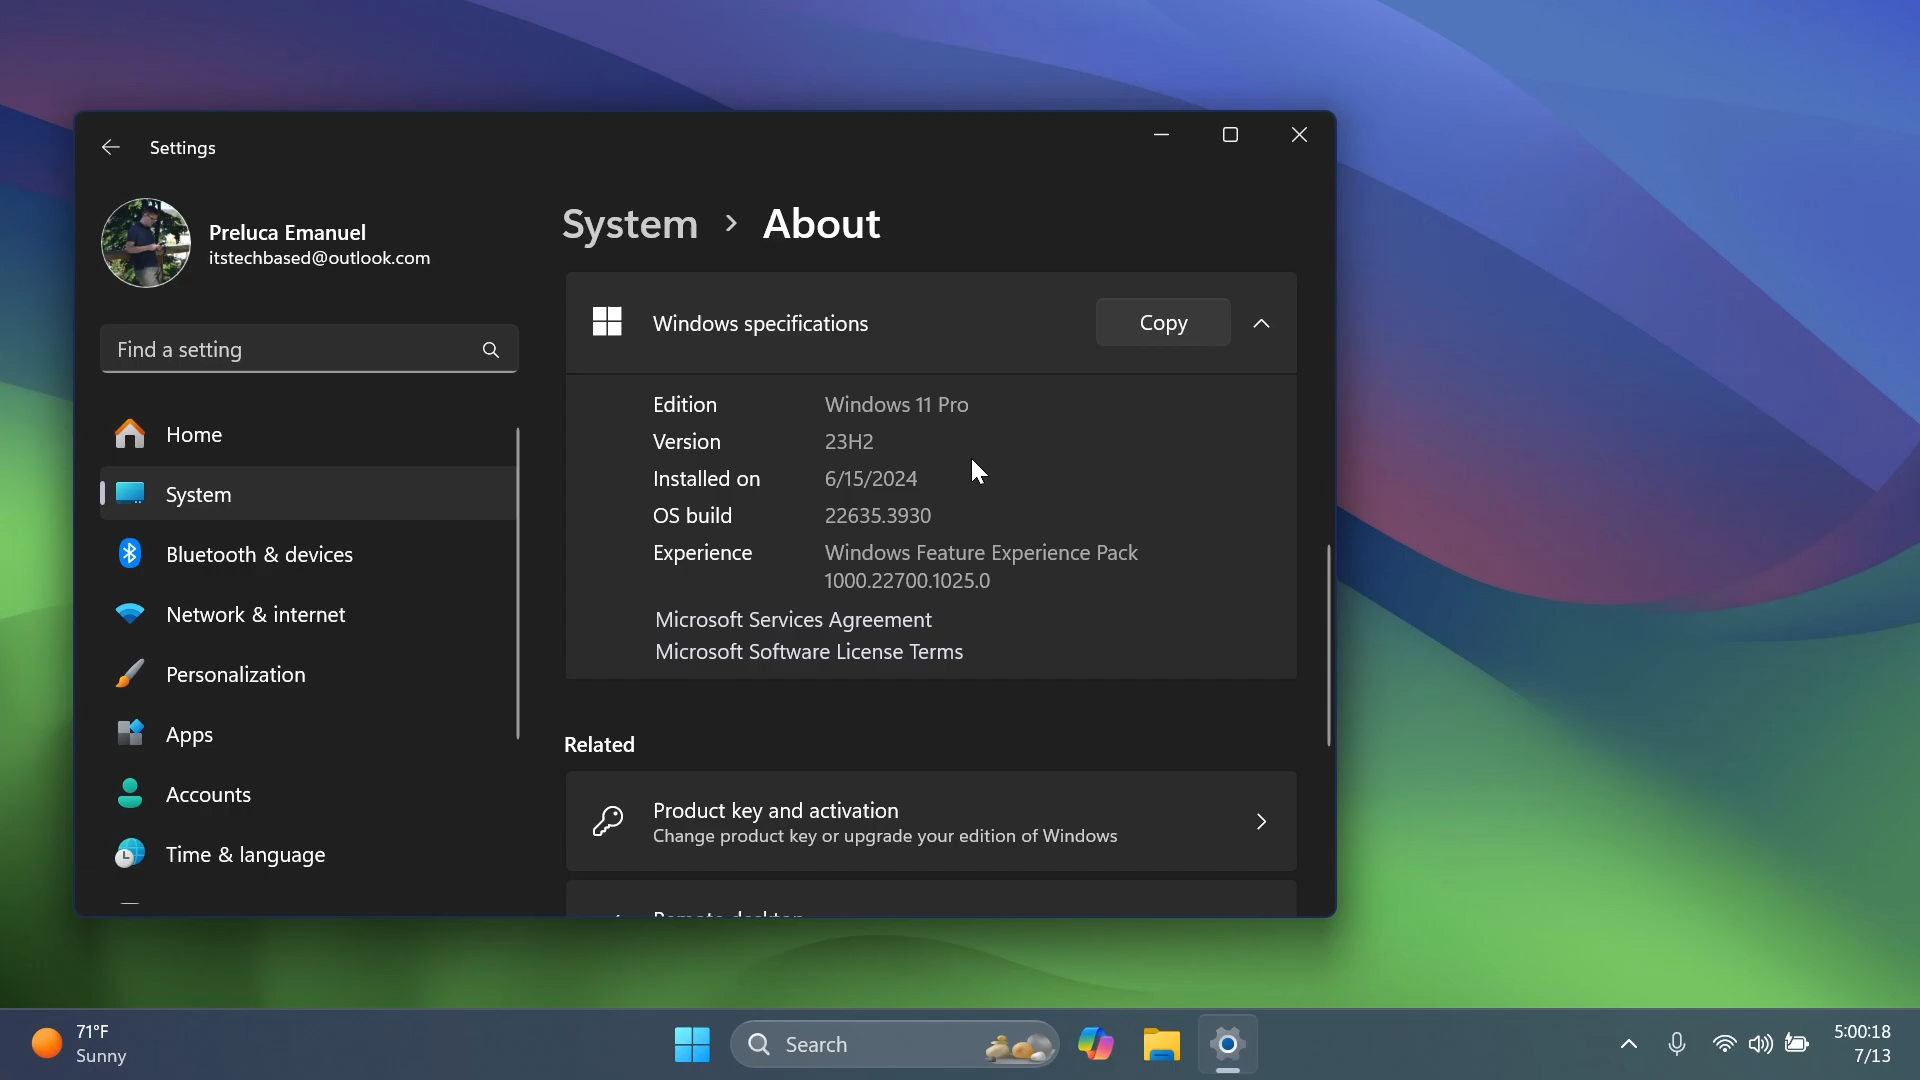 Settings
Preluca Emanuel
itstechbased@outlook.com
Find a setting
Home
System
Bluetooth & devices
Network & internet
Personalization
Apps
Accounts
Time & language
System > About
Windows specifications
Copy
Edition Windows 11 Pro
Version 23H2
Installed on 6/15/2024
OS build 22635.3930
Experience Windows Feature Experience Pack
1000.22700.1025.0
Microsoft Services Agreement
Microsoft Software License Terms
Related
Product key and activation
Change product key or upgrade your edition of Windows
71°F
Sunny
Search
5:00:18
7/13